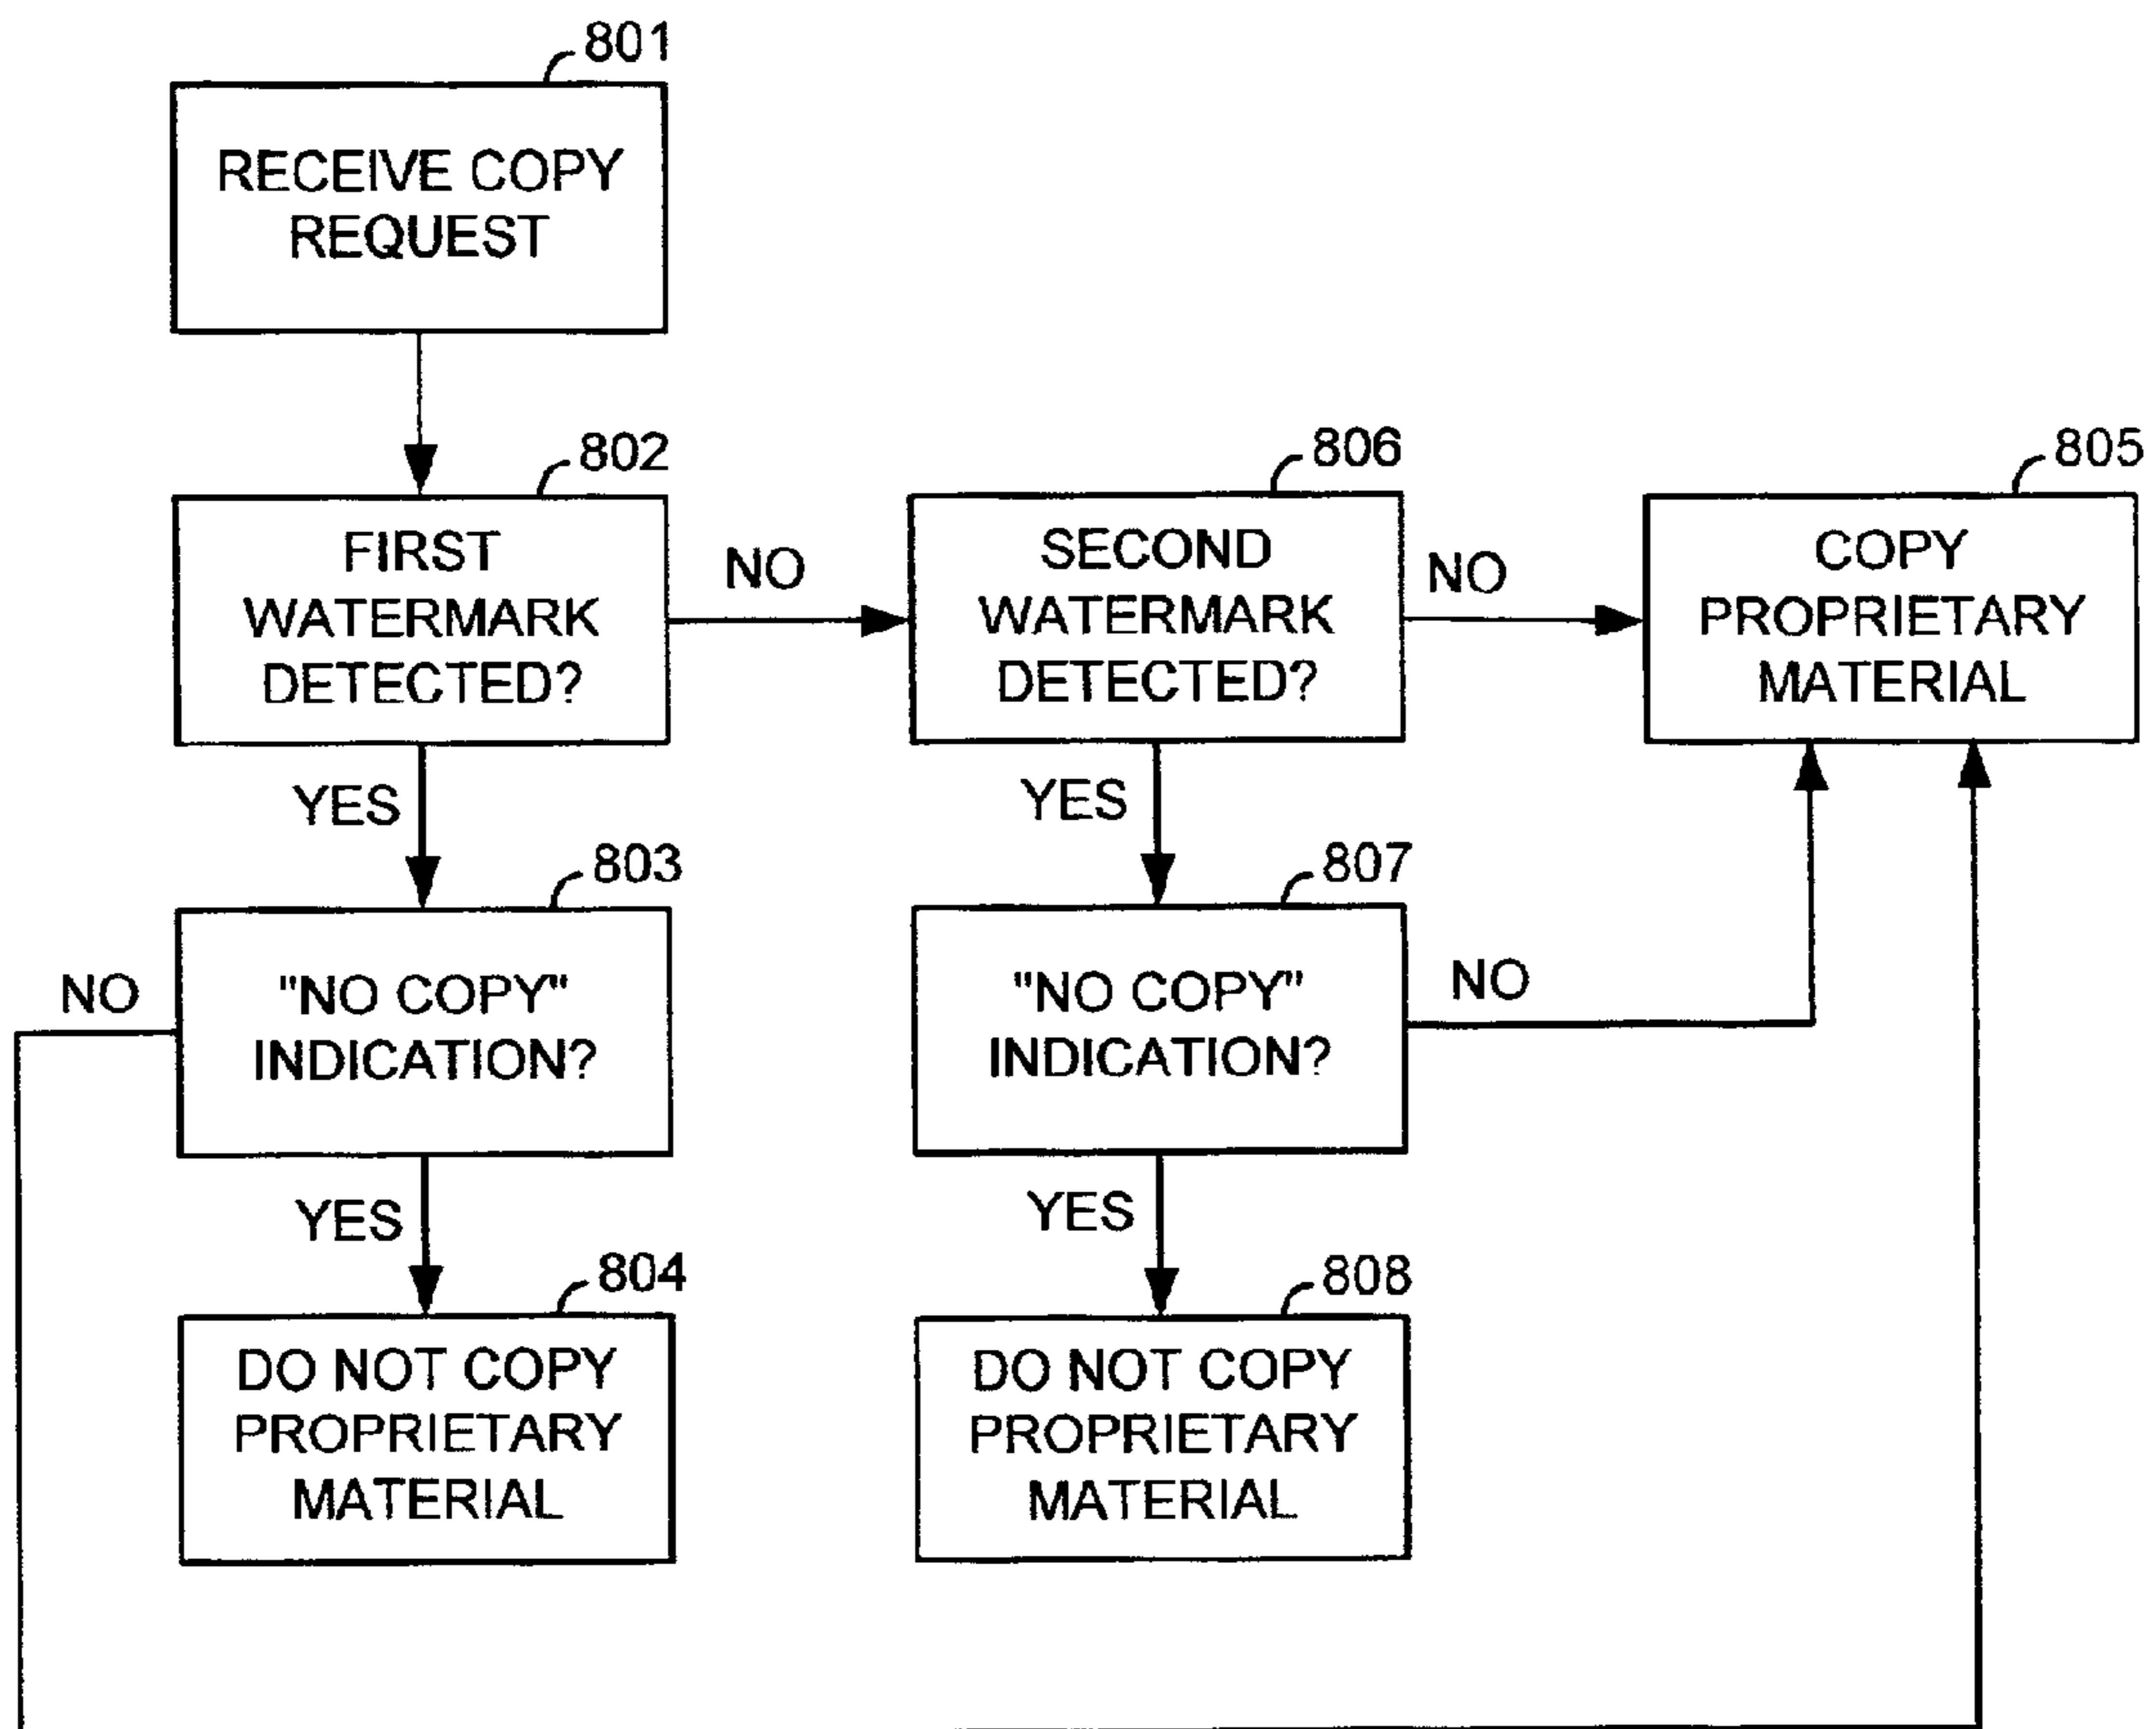 801
RECEIVE COPY
REQUEST
802
FIRST
WATERMARK
DETECTED?
NO
806
SECOND
WATERMARK
DETECTED?
NO
805
COPY
PROPRIETARY
MATERIAL
YES
YES
803
"NO COPY"
INDICATION?
NO
807
"NO COPY"
INDICATION?
NO
YES
YES
804
DO NOT COPY
PROPRIETARY
MATERIAL
808
DO NOT COPY
PROPRIETARY
MATERIAL